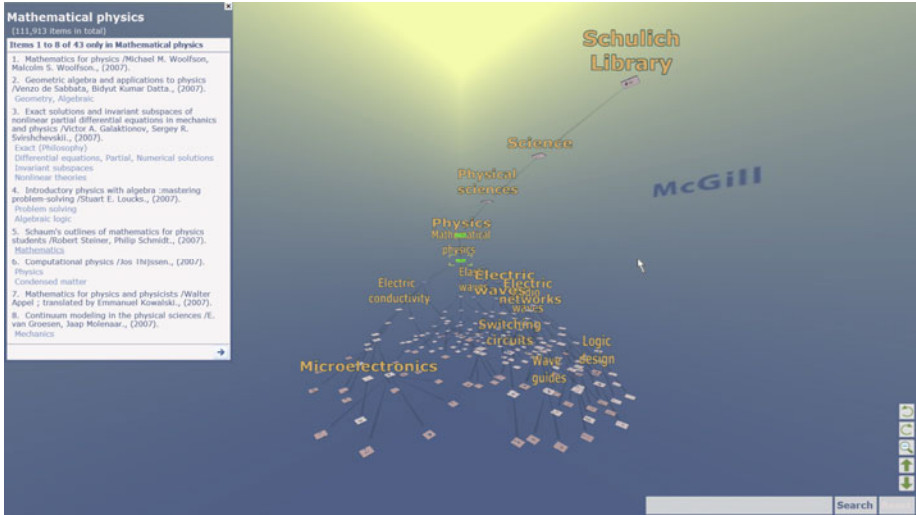 Mathematical physics
(111,913 items in total)
Items 1 to 8 of 43 only in Mathematical physics
1. Mathematics for physics /Michael M. Woolfson,
Malcolm S. Woolfson., (2007).
2. Geometric algebra and applications to physics
/Venzo de Sabbata, Bidyut Kumar Datta., (2007).
Geometry, Algebraic
3. Exact solutions and invariant subspaces of
nonlinear partial differential equations in mechanics
and physics /Victor A. Galaktionov, Sergey R.
Svirshchevskii., (2007).
Exact (Philosophy)
Differential equations, Partial, Numerical solutions
Invariant subspaces
Nonlinear theories
4. Introductory physics with algebra :mastering
problem-solving /Stuart E. Loucks., (2007).
Problem solving
Algebraic logic
5. Schaum's outlines of mathematics for physics
students /Robert Steiner, Philip Schmidt., (2007).
Mathematics
6. Computational physics /Jos Thijssen., (2007).
Physics
Condensed matter
7. Mathematics for physics and physicists /Walter
Appel ; translated by Emmanuel Kowalski., (2007).
8. Continuum modeling in the physical sciences /E.
van Groesen, Jaap Molenaar., (2007).
Mechanics
Schulich
Library
Science
Physical
sciences
McGill
Physics
Mathematical
physics
Electric
conductivity
waves
Electric
waves
Electric
networks
waves
Switching
circuits
Logic
design
Wave
guides
Microelectronics
Search